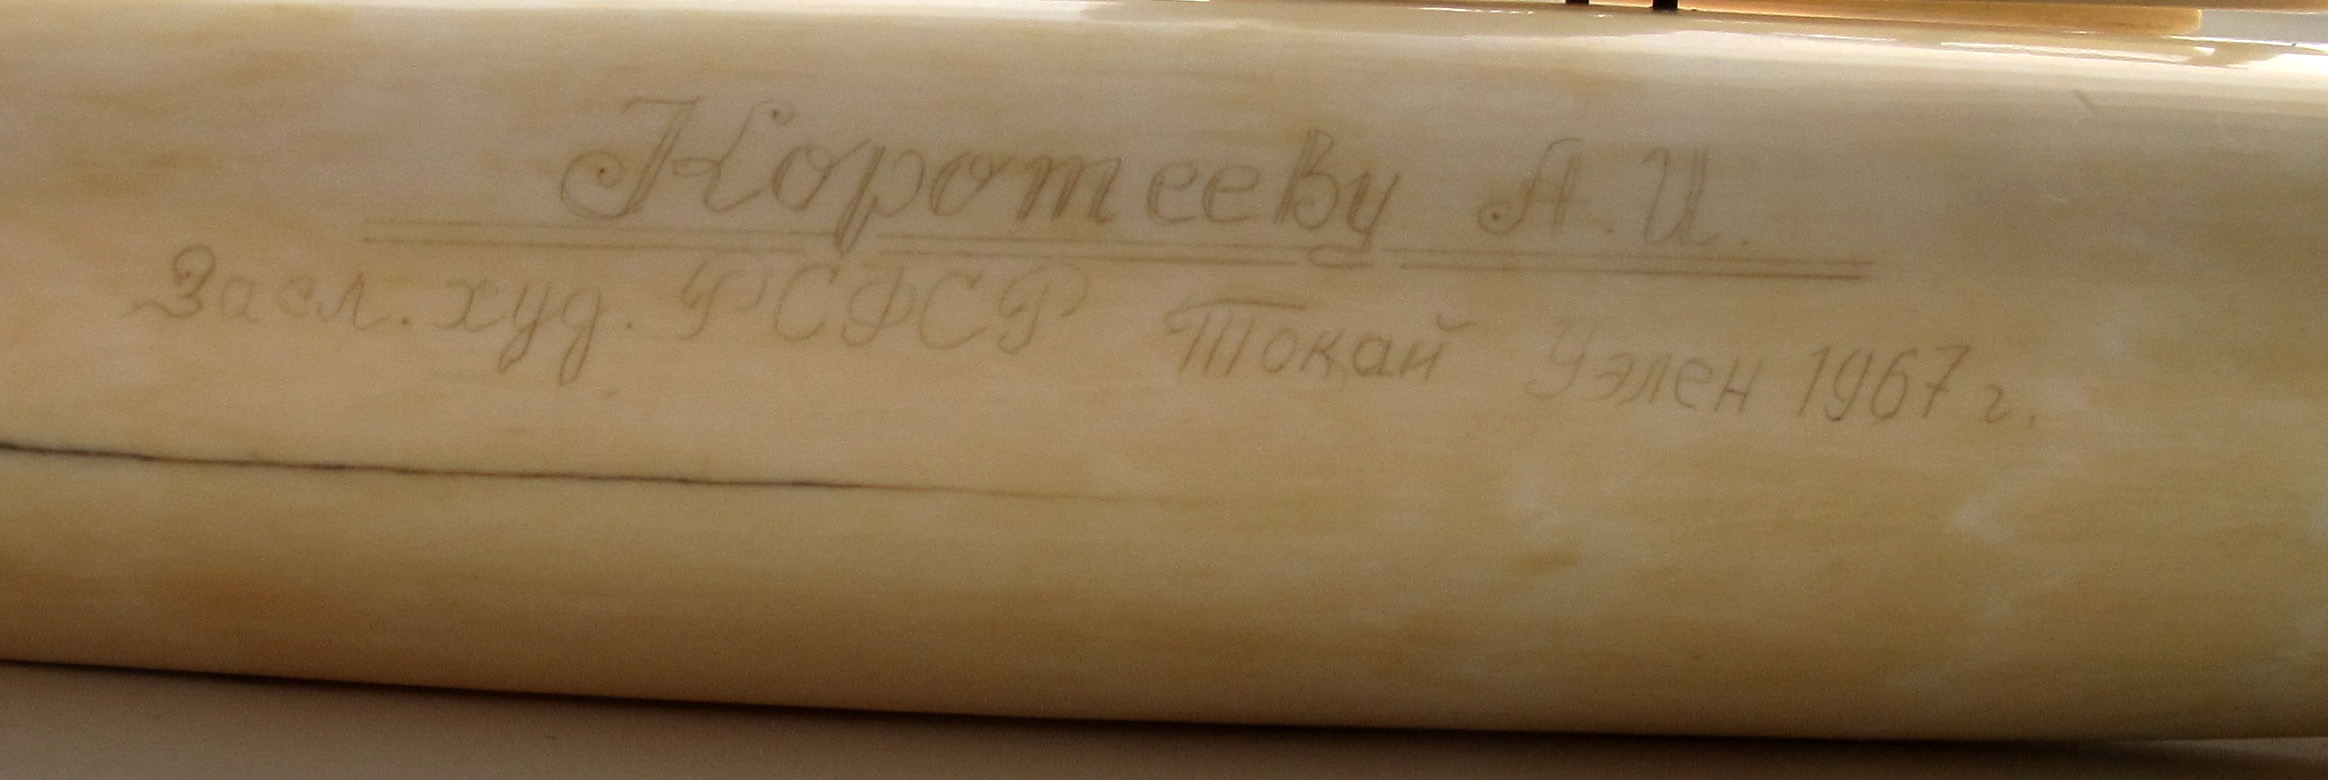 Коротееву А.И.
Засл. худ. РСФСР Токай Уэлен 1967 г.